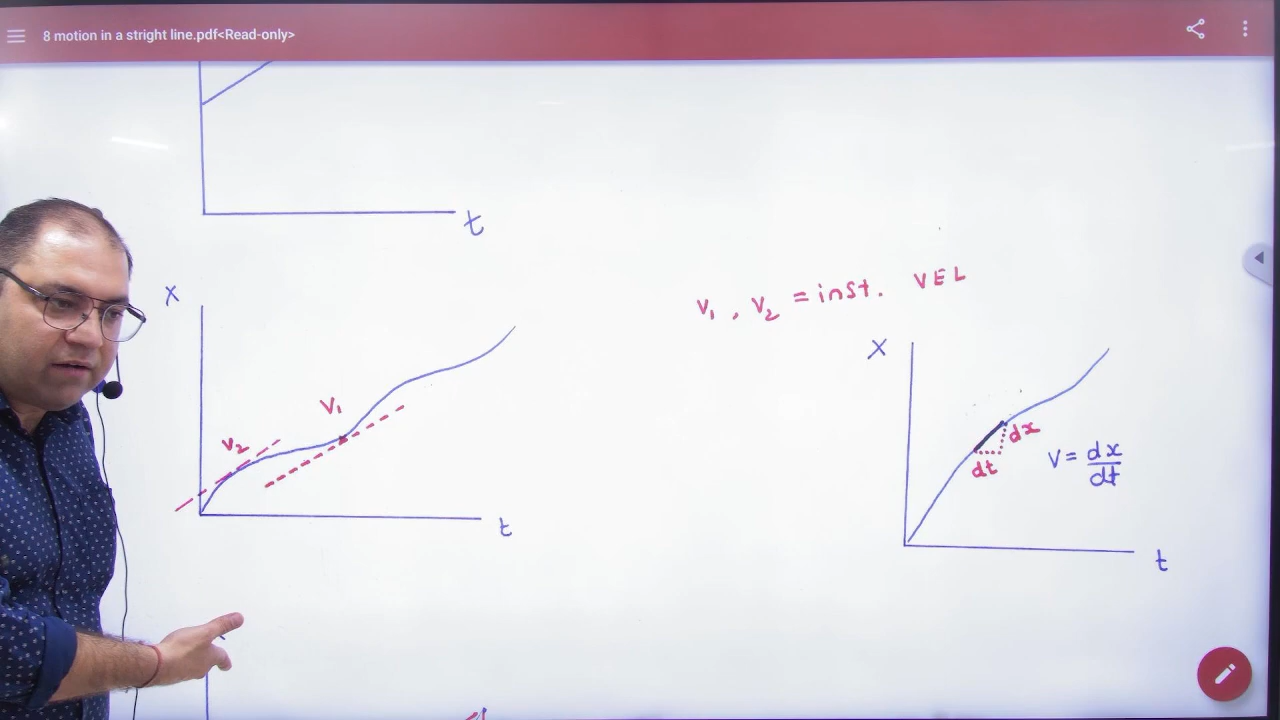 8 motion in a stright line.pdf<Read-only>
t
x
V₁, V₂ = inst. VEL
x
V₁
V₂
dx
dt
V = dx/dt
t
t